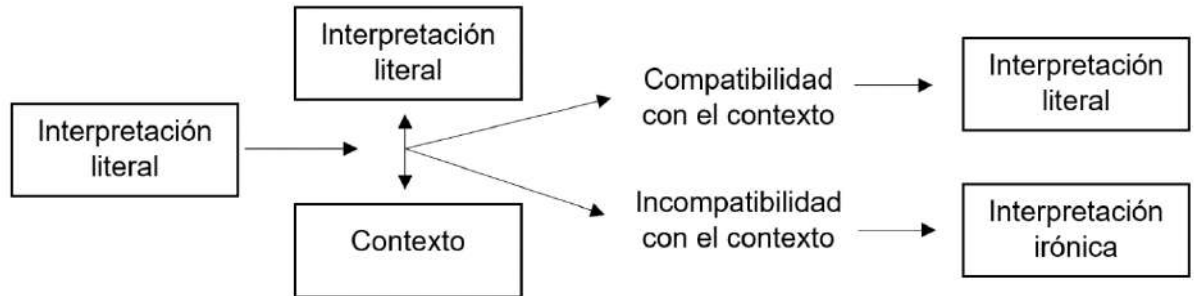 Interpretación
literal
Interpretación
literal
Contexto
Compatibilidad
con el contexto
Interpretación
literal
Incompatibilidad
con el contexto
Interpretación
irónica